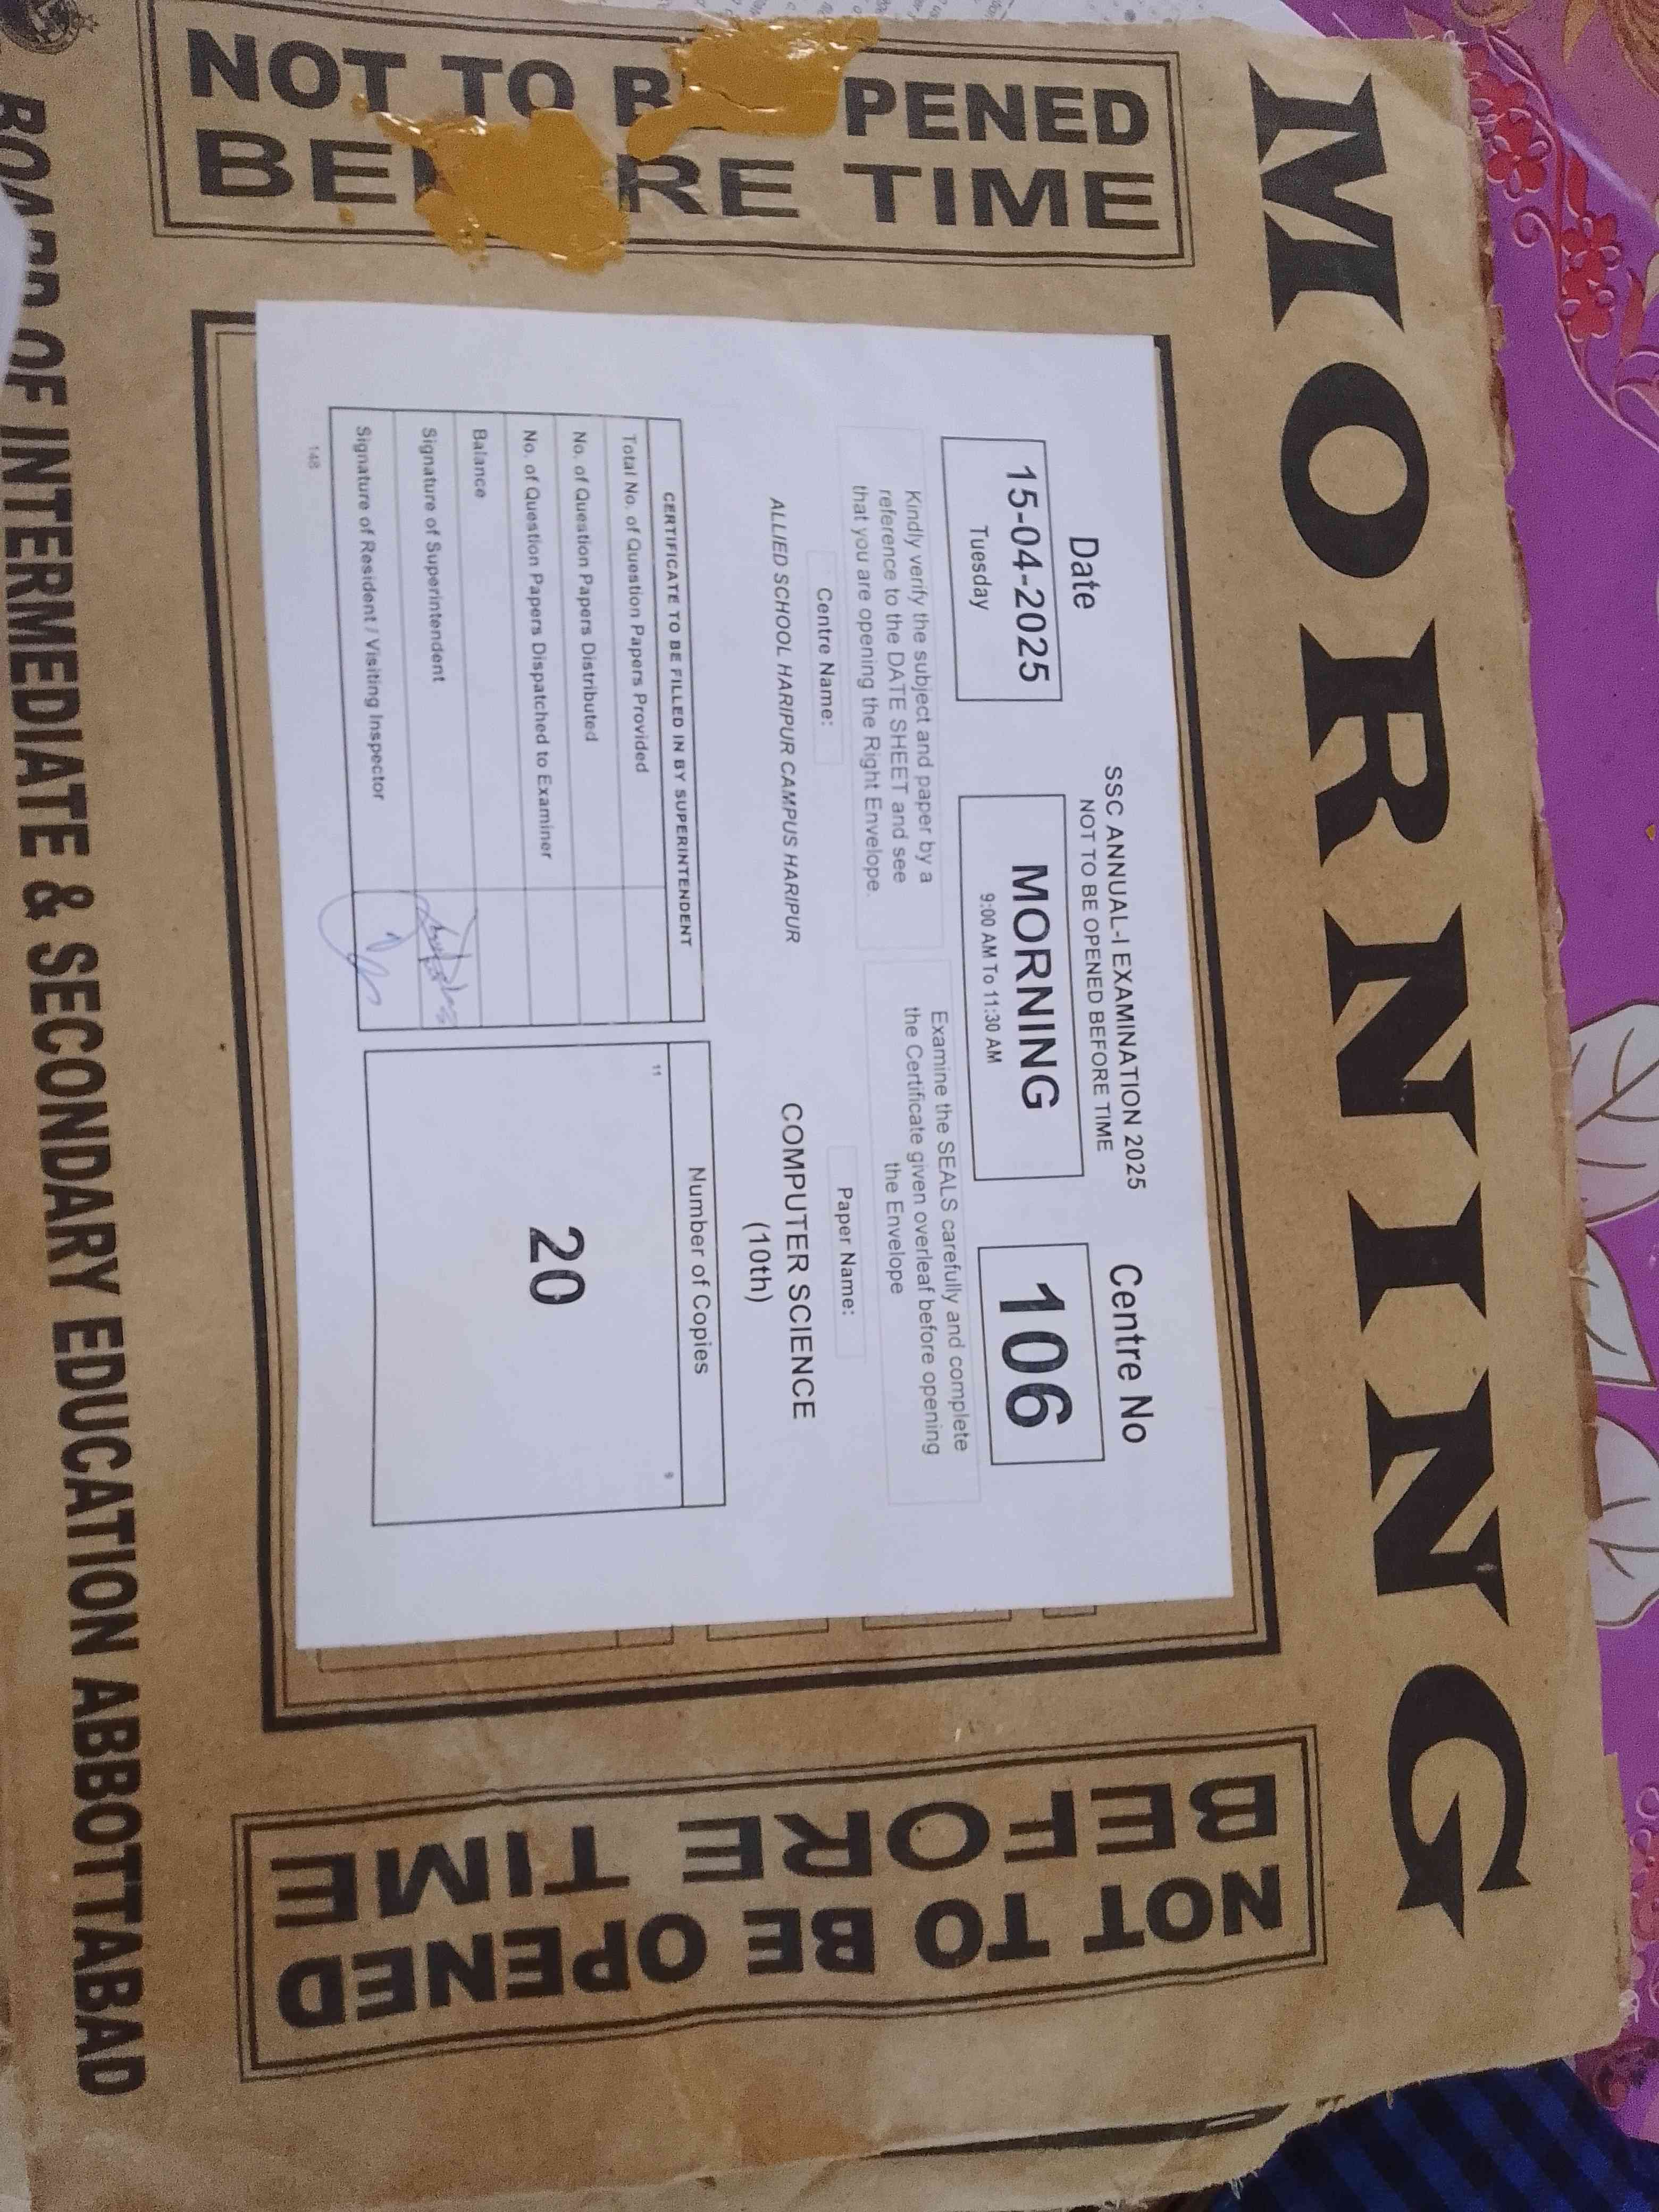 MORNING
NOT TO B PENED
BE RE TIME
Date
15-04-2025
Tuesday
SSC ANNUAL-I EXAMINATION 2025
NOT TO BE OPENED BEFORE TIME
MORNING
9:00 AM To 11:30 AM
Centre No
106
Kindly verify the subject and paper by a
reference to the DATE SHEET and see
that you are opening the Right Envelope.
Examine the SEALS carefully and complete
the Certificate given overleaf before opening
the Envelope
Centre Name:
ALLIED SCHOOL HARIPUR CAMPUS HARIPUR
Paper Name:
COMPUTER SCIENCE
(10th)
CERTIFICATE TO BE FILLED IN BY SUPERINTENDENT
Total No. of Question Papers Provided
No. of Question Papers Distributed
No. of Question Papers Dispatched to Examiner
Balance
Signature of Superintendent
Signature of Resident / Visiting Inspector
148
Number of Copies
11
20
NOT TO BE OPENED
BEFORE TIME
BOARD OF INTERMEDIATE & SECONDARY EDUCATION ABBOTTABAD